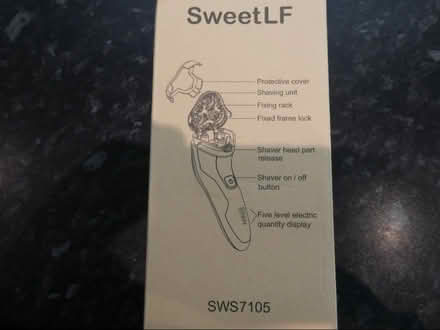 SweetLF
Protective cover
Shaving unit
Fixing rack
Fixed frame lock
Shaver head part
release
Shaver on / off
button
Five level electric
quantity display
SWS7105